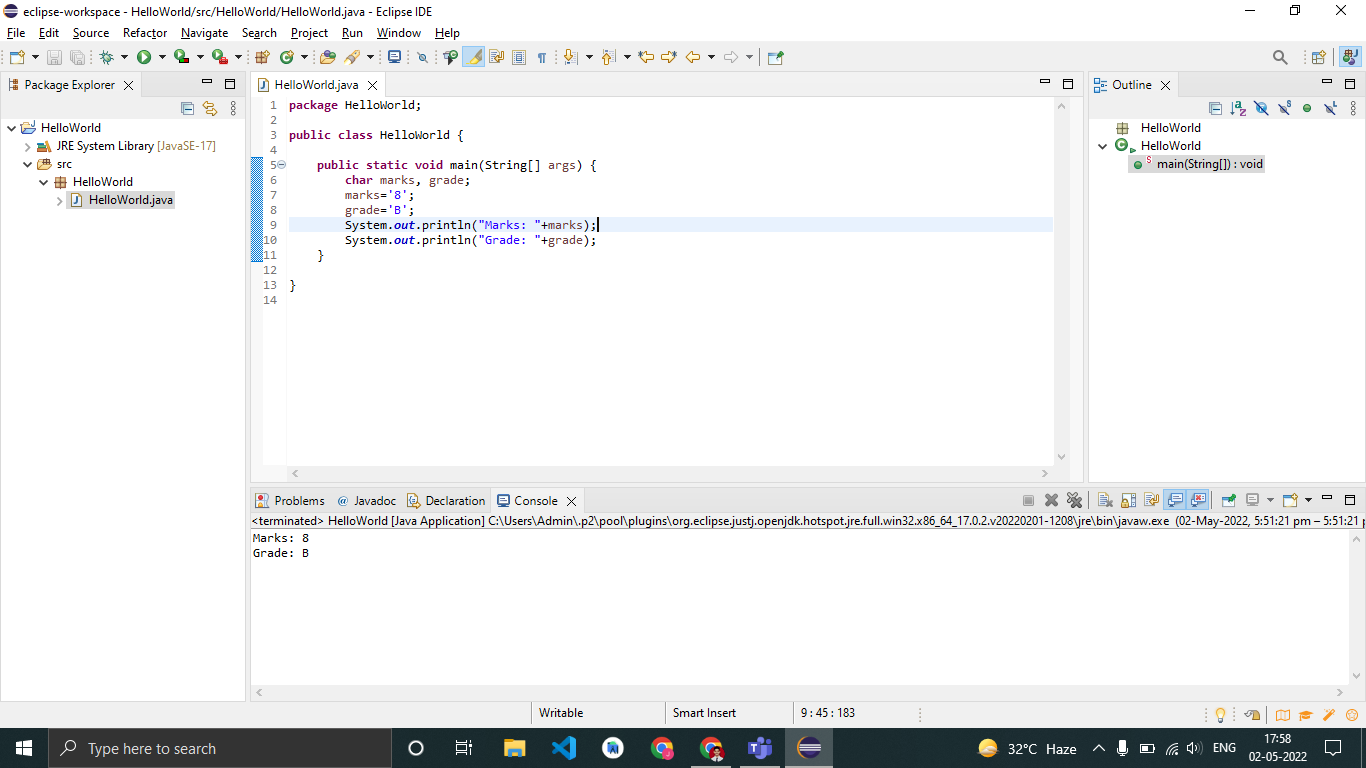 eclipse-workspace - HelloWorld/src/HelloWorld/HelloWorld.java - Eclipse IDE
File Edit Source Refactor Navigate Search Project Run Window Help
Package Explorer
HelloWorld
JRE System Library [JavaSE-17]
src
HelloWorld
HelloWorld.java
HelloWorld.java
1 package HelloWorld;
2
3 public class HelloWorld {
4
5 public static void main(String[] args) {
6 char marks, grade;
7 marks='8';
8 grade='B';
9 System.out.println("Marks: "+marks);
10 System.out.println("Grade: "+grade);
11 }
12
13 }
14
Outline
HelloWorld
HelloWorld
main(String[]) : void
Problems @ Javadoc Declaration Console
<terminated> HelloWorld [Java Application] C:\Users\Admin\.p2\pool\plugins\org.eclipse.justj.openjdk.hotspot.jre.full.win32.x86_64_17.0.2.v20220201-1208\jre\bin\javaw.exe (02-May-2022, 5:51:21 pm – 5:51:21 p
Marks: 8
Grade: B
Writable Smart Insert 9 : 45 : 183
Type here to search
32°C Haze ENG 17:58
02-05-2022